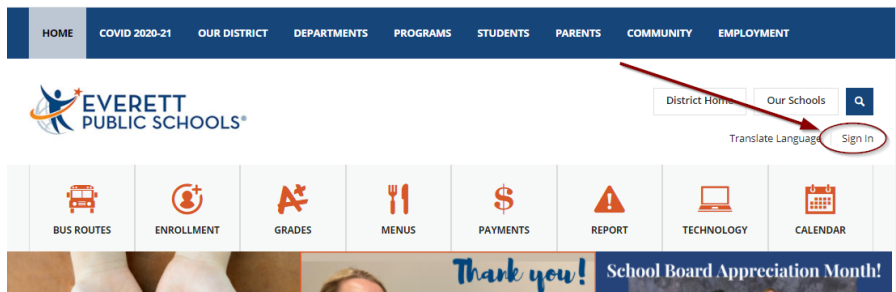 HOME COVID 2020-21 OUR DISTRICT DEPARTMENTS PROGRAMS STUDENTS PARENTS COMMUNITY EMPLOYMENT
EVERETT
PUBLIC SCHOOLS®
District Home Our Schools
Translate Language Sign In
BUS ROUTES ENROLLMENT GRADES MENUS PAYMENTS REPORT TECHNOLOGY CALENDAR
Thank you!
School Board Appreciation Month!